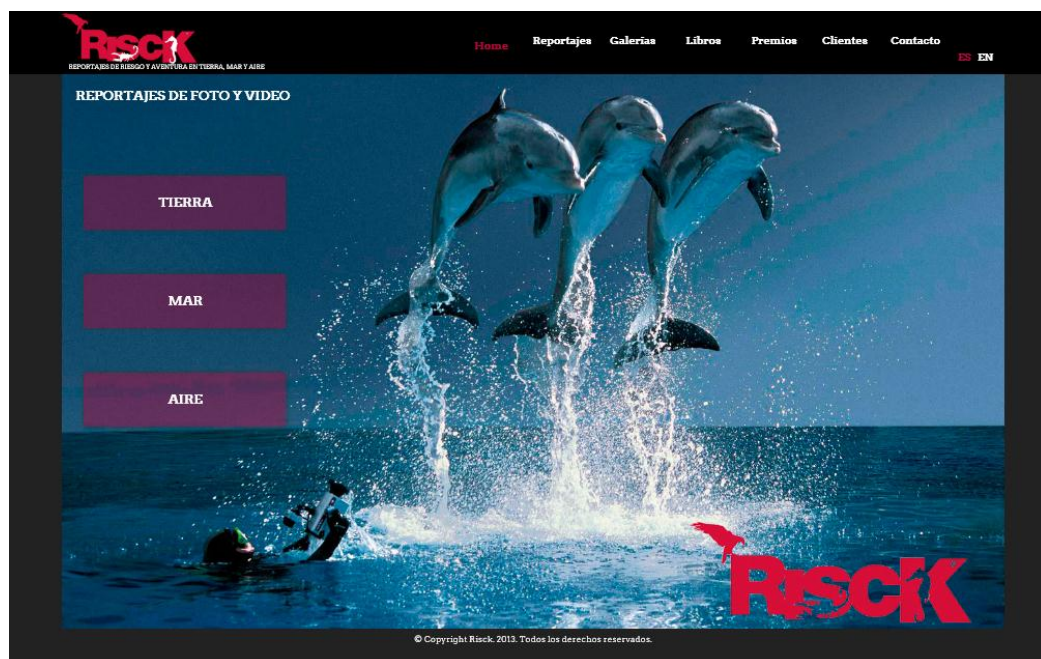 RISCK
REPORTAJES DE RIESGO Y AVENTURA EN TIERRA, MAR Y AIRE
Home Reportajes Galerias Libros Premios Clientes Contacto
ES EN
REPORTAJES DE FOTO Y VIDEO
TIERRA
MAR
AIRE
RISCK
© Copyright Risck. 2013. Todos los derechos reservados.